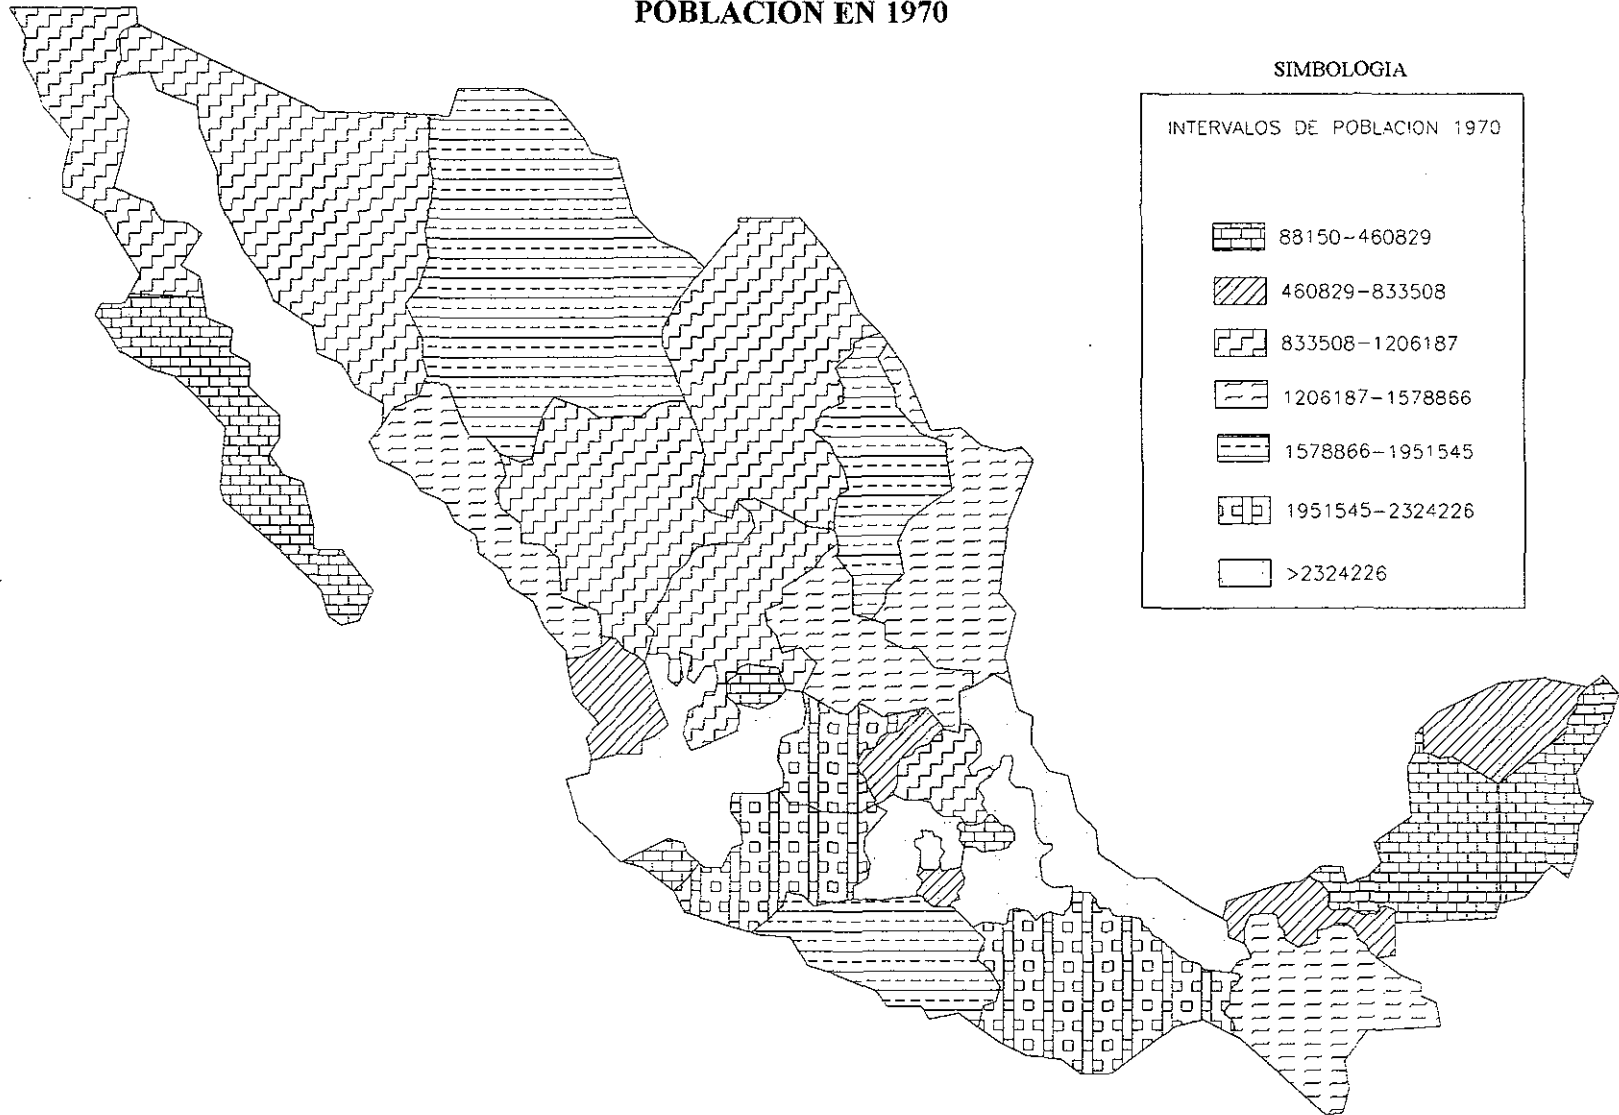 POBLACION EN 1970
SIMBOLOGIA
INTERVALOS DE POBLACION 1970
88150-460829
460829-833508
833508-1206187
1206187-1578866
1578866-1951545
1951545-2324226
>2324226